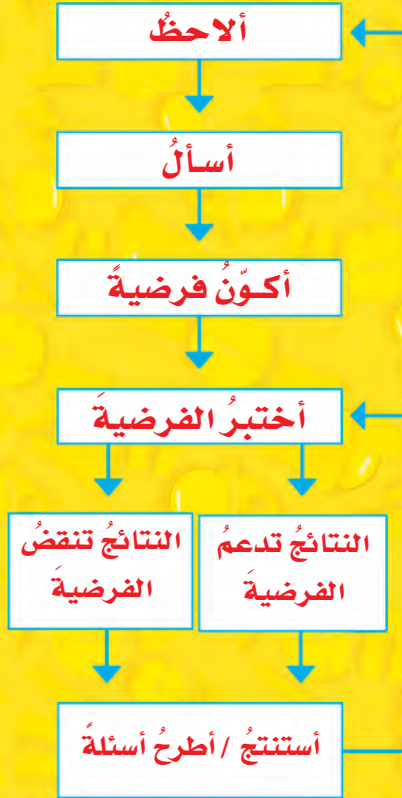 ألاحظُ
أسألُ
أكوّنُ فرضيةً
أختبرُ الفرضيةَ
النتائجُ تدعمُ
الفرضيةَ
النتائجُ تنقضُ
الفرضيةَ
أستنتجُ / أطرحُ أسئلةً